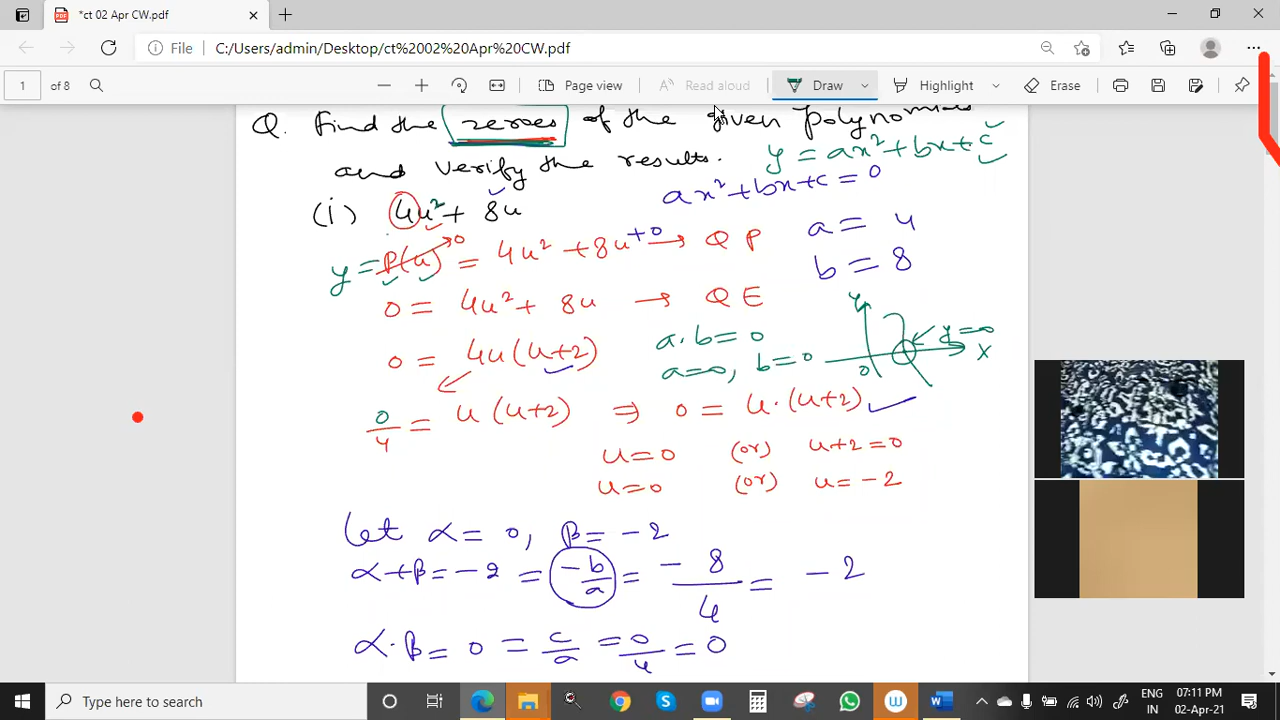 *ct 02 Apr CW.pdf
File C:/Users/admin/Desktop/ct%2002%20Apr%20CW.pdf
1 of 8 Page view Read aloud Draw Highlight Erase
Q. Find the zeroes of the given polynomials
and verify the results.
y = ax² + bx + c
ax² + bx + c = 0
(i) 4u² + 8u
a = 4
y = P(u) = 4u² + 8u + 0 → QP
0
b = 8
0 = 4u² + 8u → QE
Y
y=0
X
0
0 = 4u(u+2)
a.b = 0
a=0, b=0
0/4 = u(u+2) ⇒ 0 = u.(u+2)
u=0 (or) u+2=0
u=0 (or) u=-2
Let α = 0, β = -2
α+β = -2 = -b/a = -8/4 = -2
α.β = 0 = c/a = 0/4 = 0
Type here to search
W
W
ENG
IN
07:11 PM
02-Apr-21